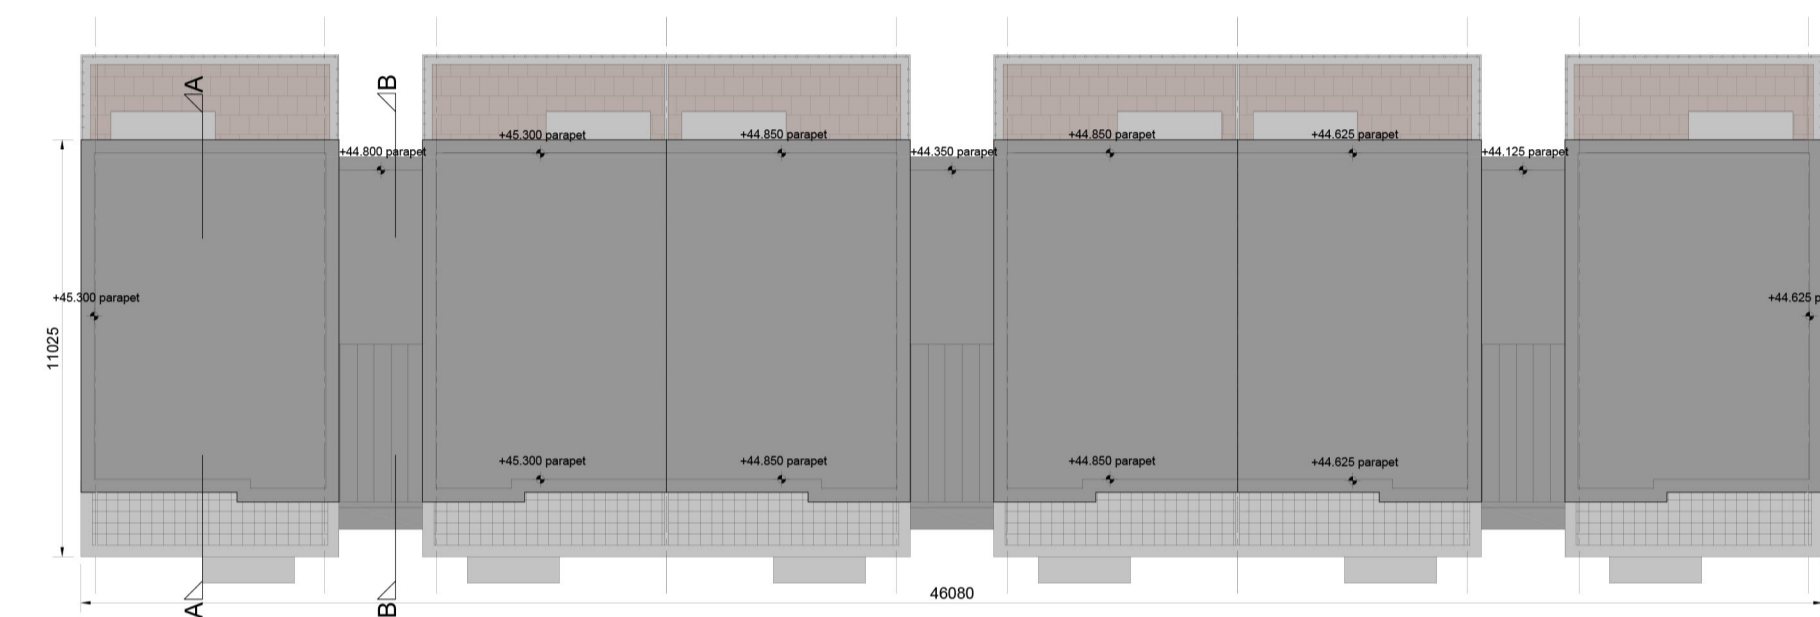 A
B
+45.300 parapet
+44.850 parapet
+44.850 parapet
+44.625 parapet
+44.800 parapet
+44.350 parapet
+44.125 parapet
+45.300 parapet
+44.625 p
11025
+45.300 parapet
+44.850 parapet
+44.850 parapet
+44.625 parapet
46080
A
B